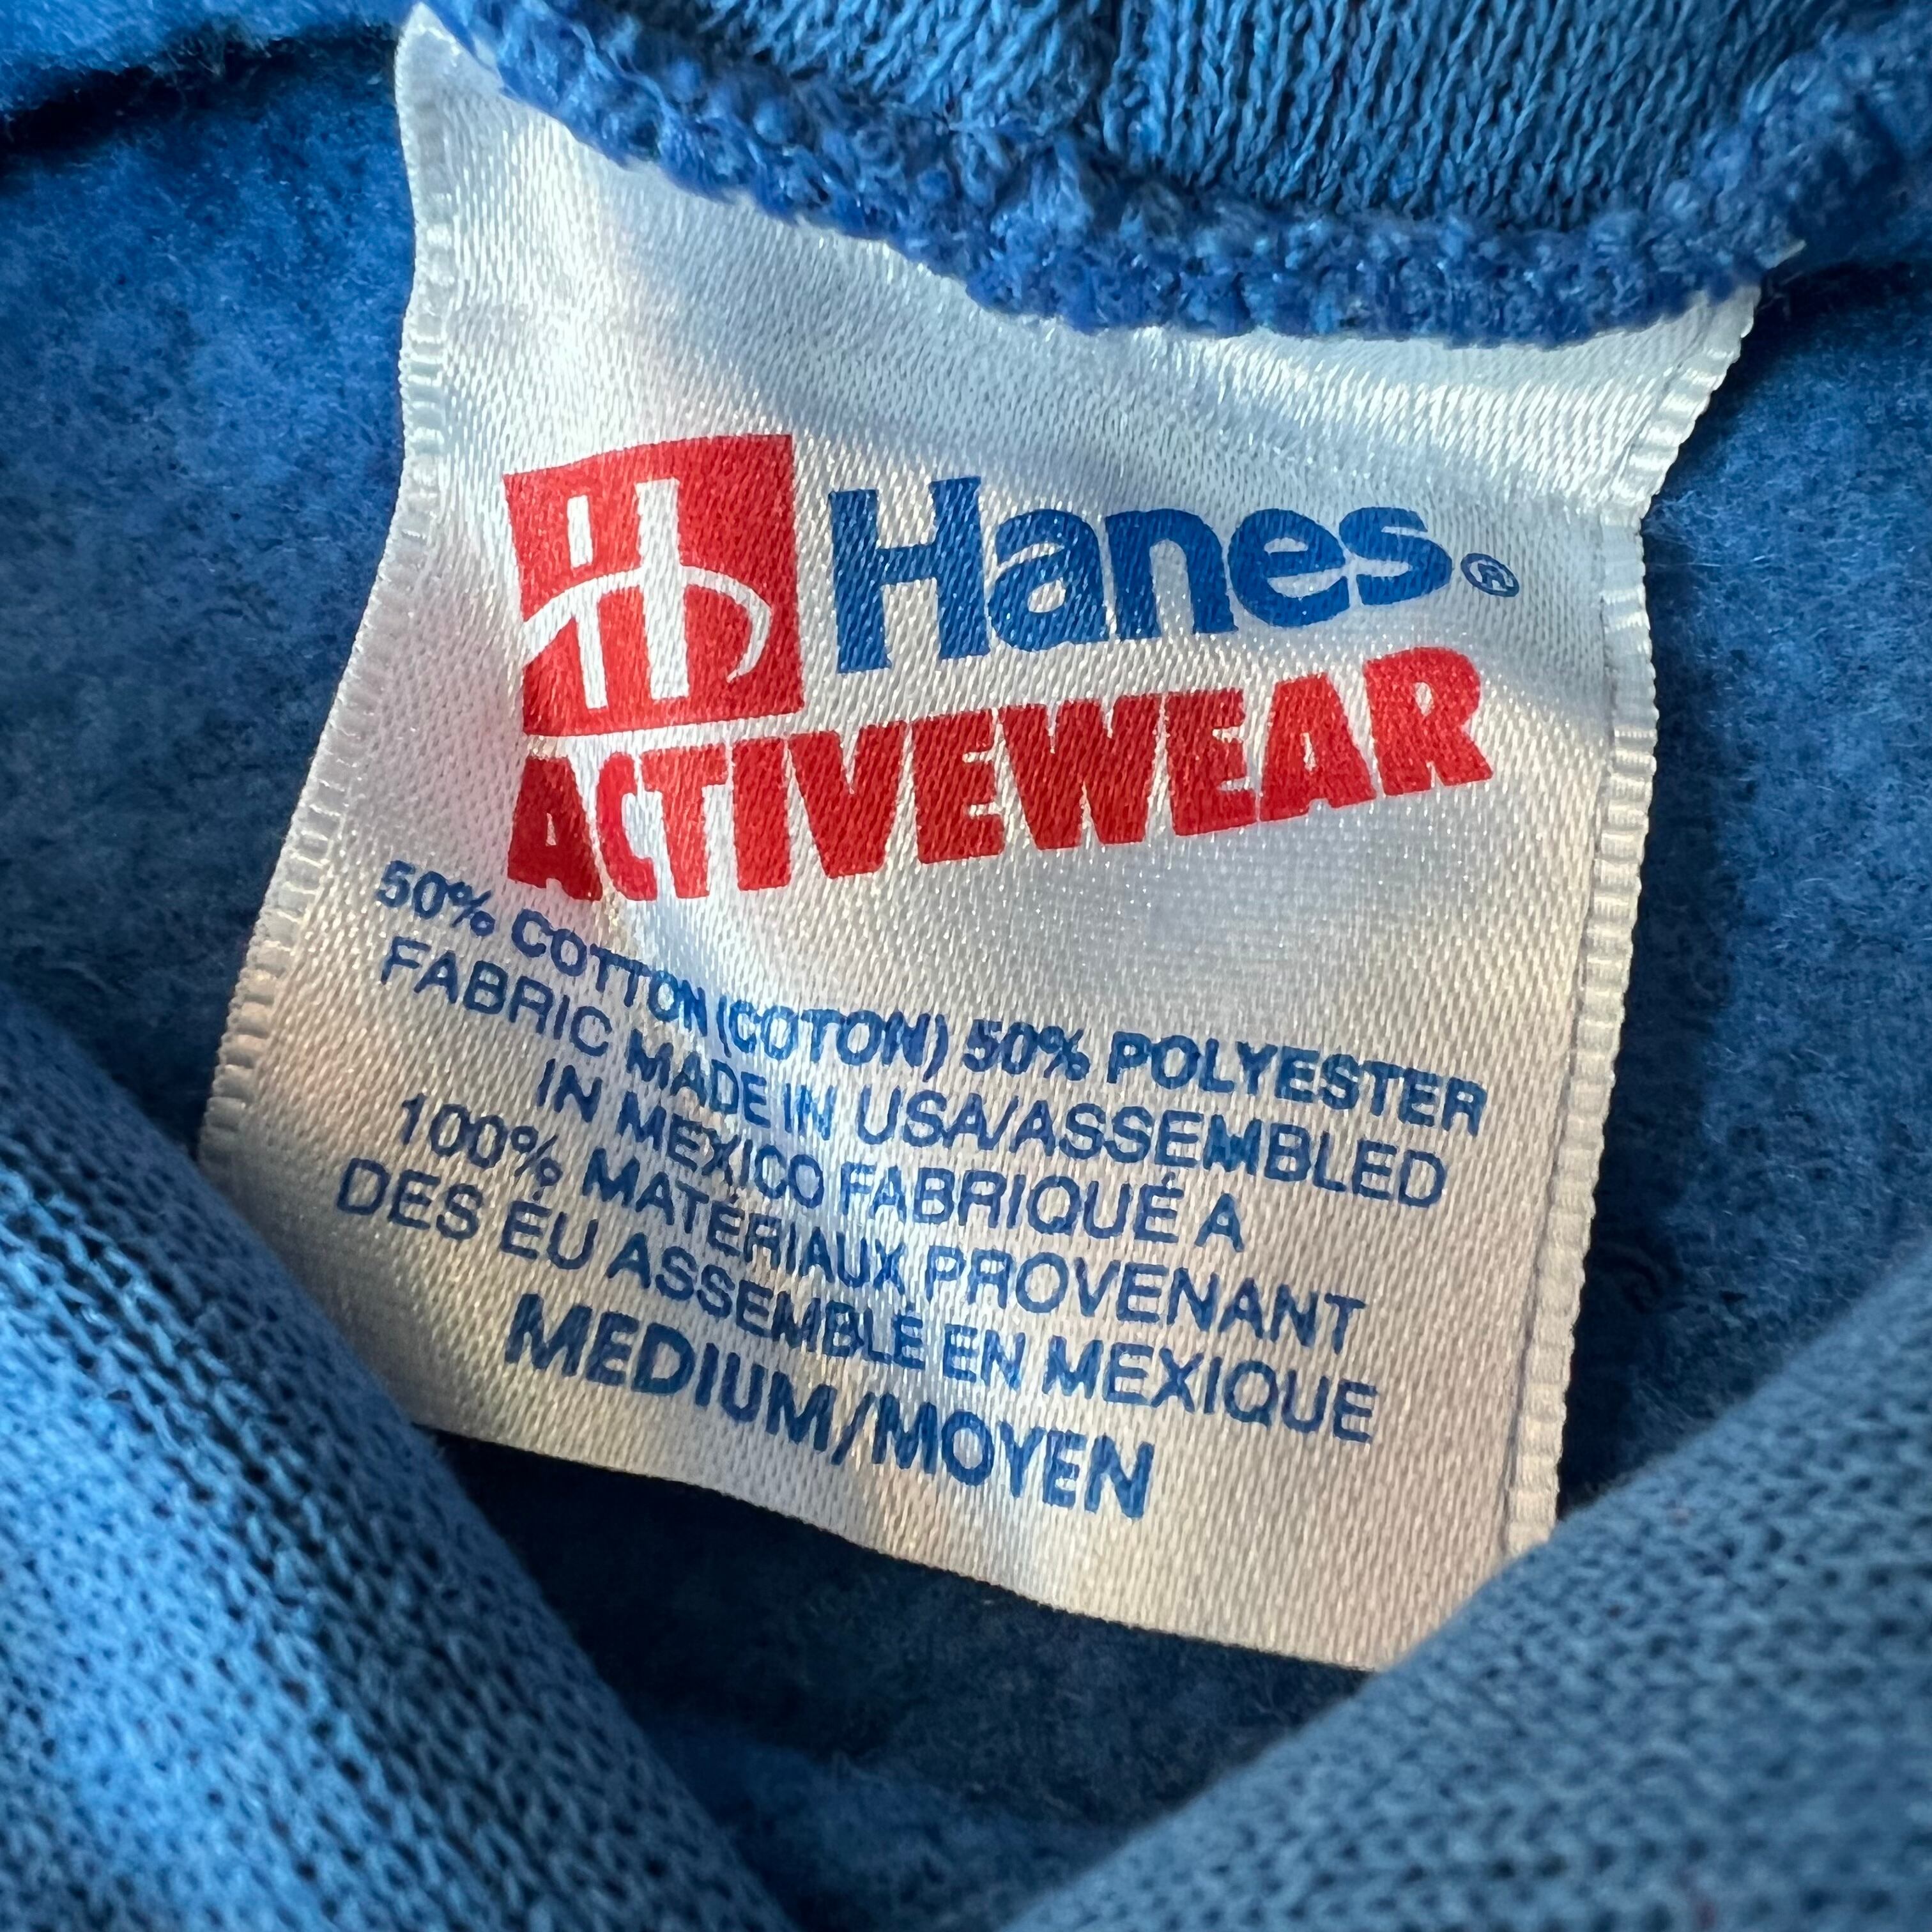 Hanes®
ACTIVEWEAR
50% COTTON (COTON) 50% POLYESTER
FABRIC MADE IN USA/ASSEMBLED
IN MEXICO FABRIQUÉ A
100% MATÉRIAUX PROVENANT
DES ÉU ASSEMBLÉ EN MEXIQUE
MEDIUM/MOYEN